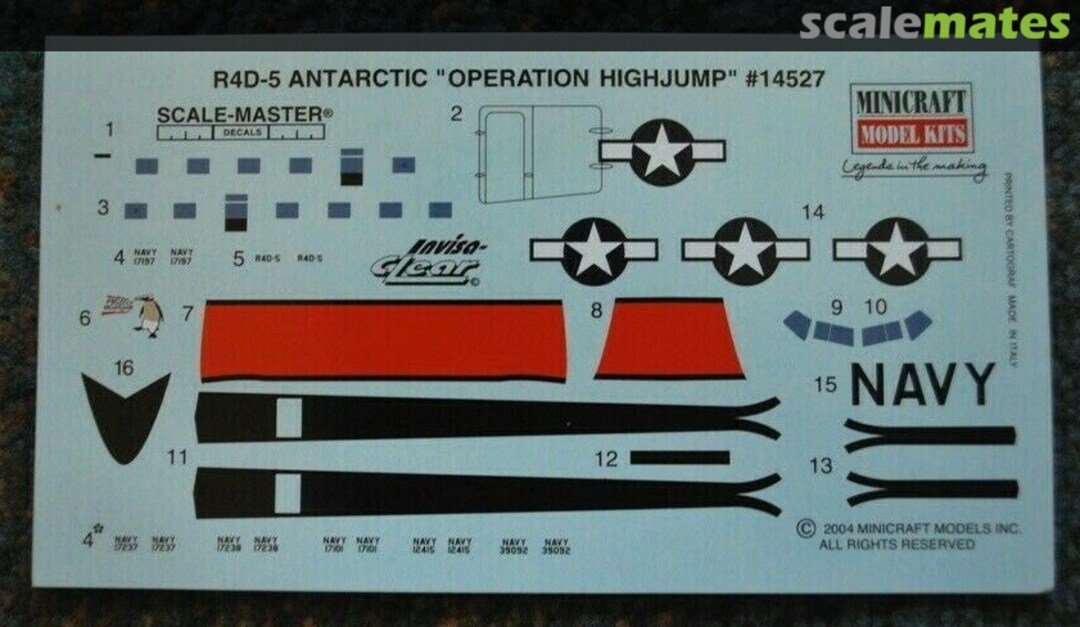 scalemates
R4D-5 ANTARCTIC "OPERATION HIGHJUMP" #14527
MINICRAFT
MODEL KITS
Legends in the making
SCALE-MASTER®
DECALS
1
2
3
14
4 NAVY NAVY
17197 17197
5 R4D-5 R4D-5
Invisa-
Clear©
PRINTED BY CARTOGRAF MADE IN ITALY
6
7
8
9 10
16
15 NAVY
11
12
13
© 2004 MINICRAFT MODELS INC.
ALL RIGHTS RESERVED
4* NAVY NAVY NAVY NAVY NAVY NAVY NAVY NAVY NAVY NAVY
17237 17237 17238 17238 17101 17101 12415 12415 39092 39092